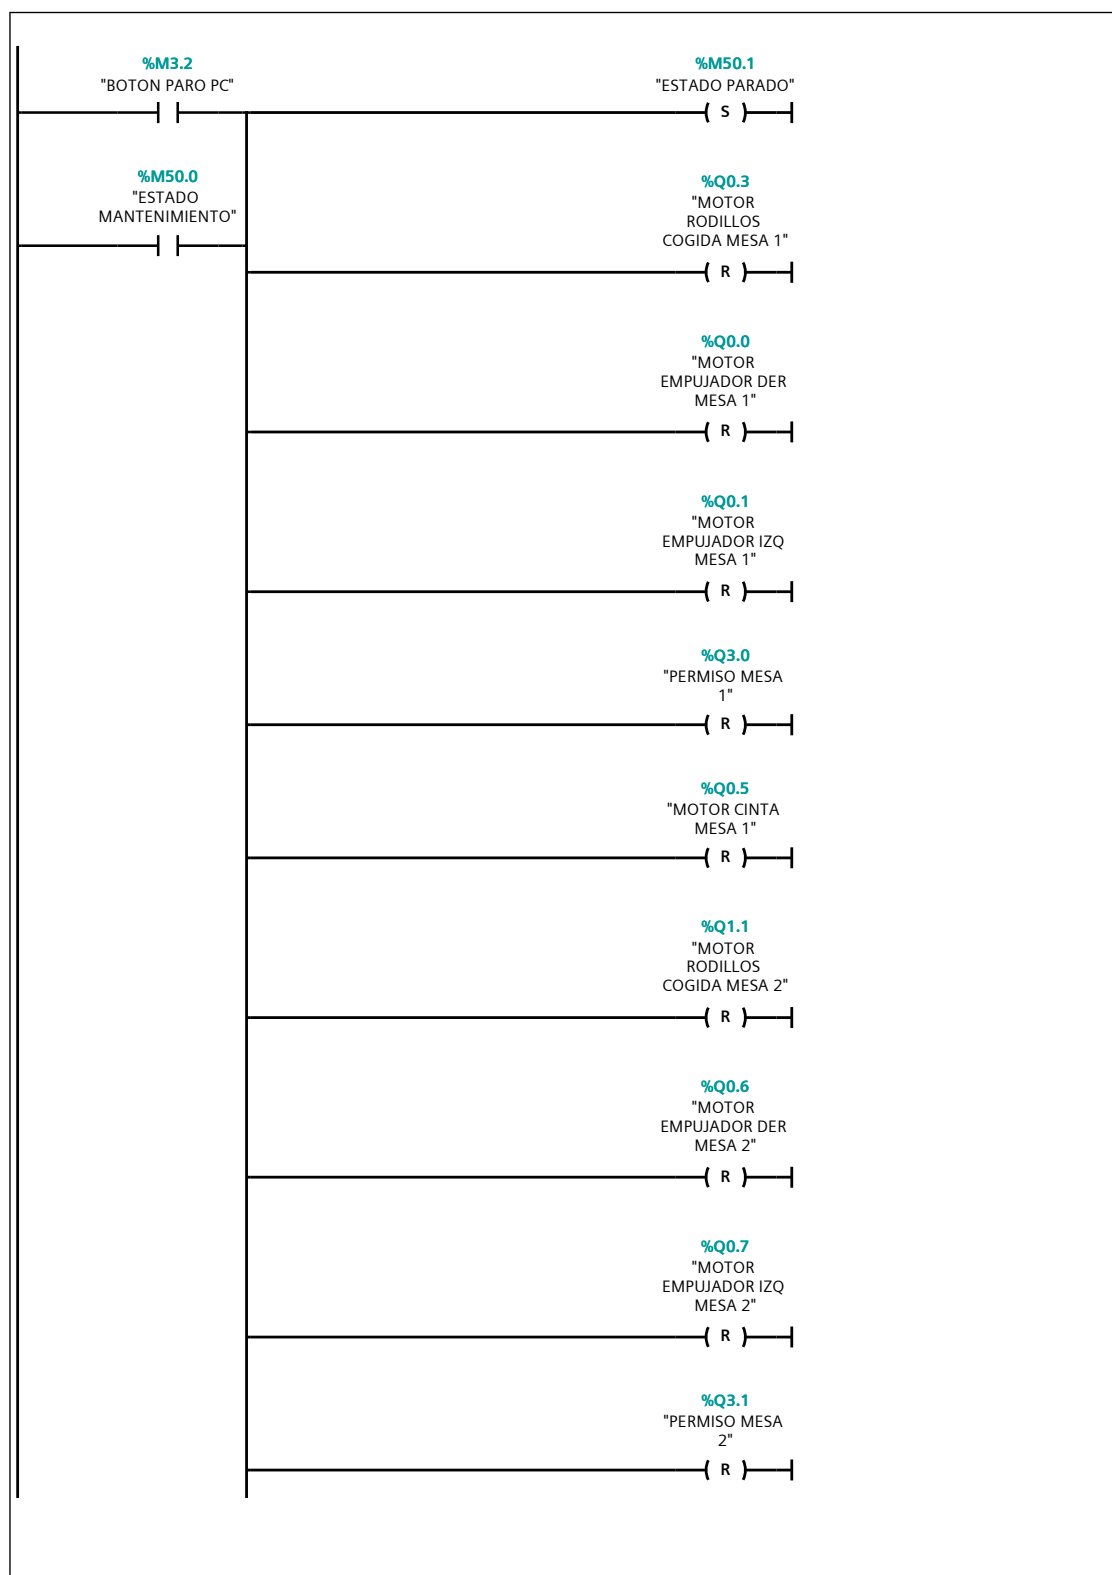 %M3.2
"BOTON PARO PC"
%M50.1
"ESTADO PARADO"
S
%M50.0
"ESTADO
MANTENIMIENTO"
%Q0.3
"MOTOR
RODILLOS
COGIDA MESA 1"
R
%Q0.0
"MOTOR
EMPUJADOR DER
MESA 1"
R
%Q0.1
"MOTOR
EMPUJADOR IZQ
MESA 1"
R
%Q3.0
"PERMISO MESA
1"
R
%Q0.5
"MOTOR CINTA
MESA 1"
R
%Q1.1
"MOTOR
RODILLOS
COGIDA MESA 2"
R
%Q0.6
"MOTOR
EMPUJADOR DER
MESA 2"
R
%Q0.7
"MOTOR
EMPUJADOR IZQ
MESA 2"
R
%Q3.1
"PERMISO MESA
2"
R